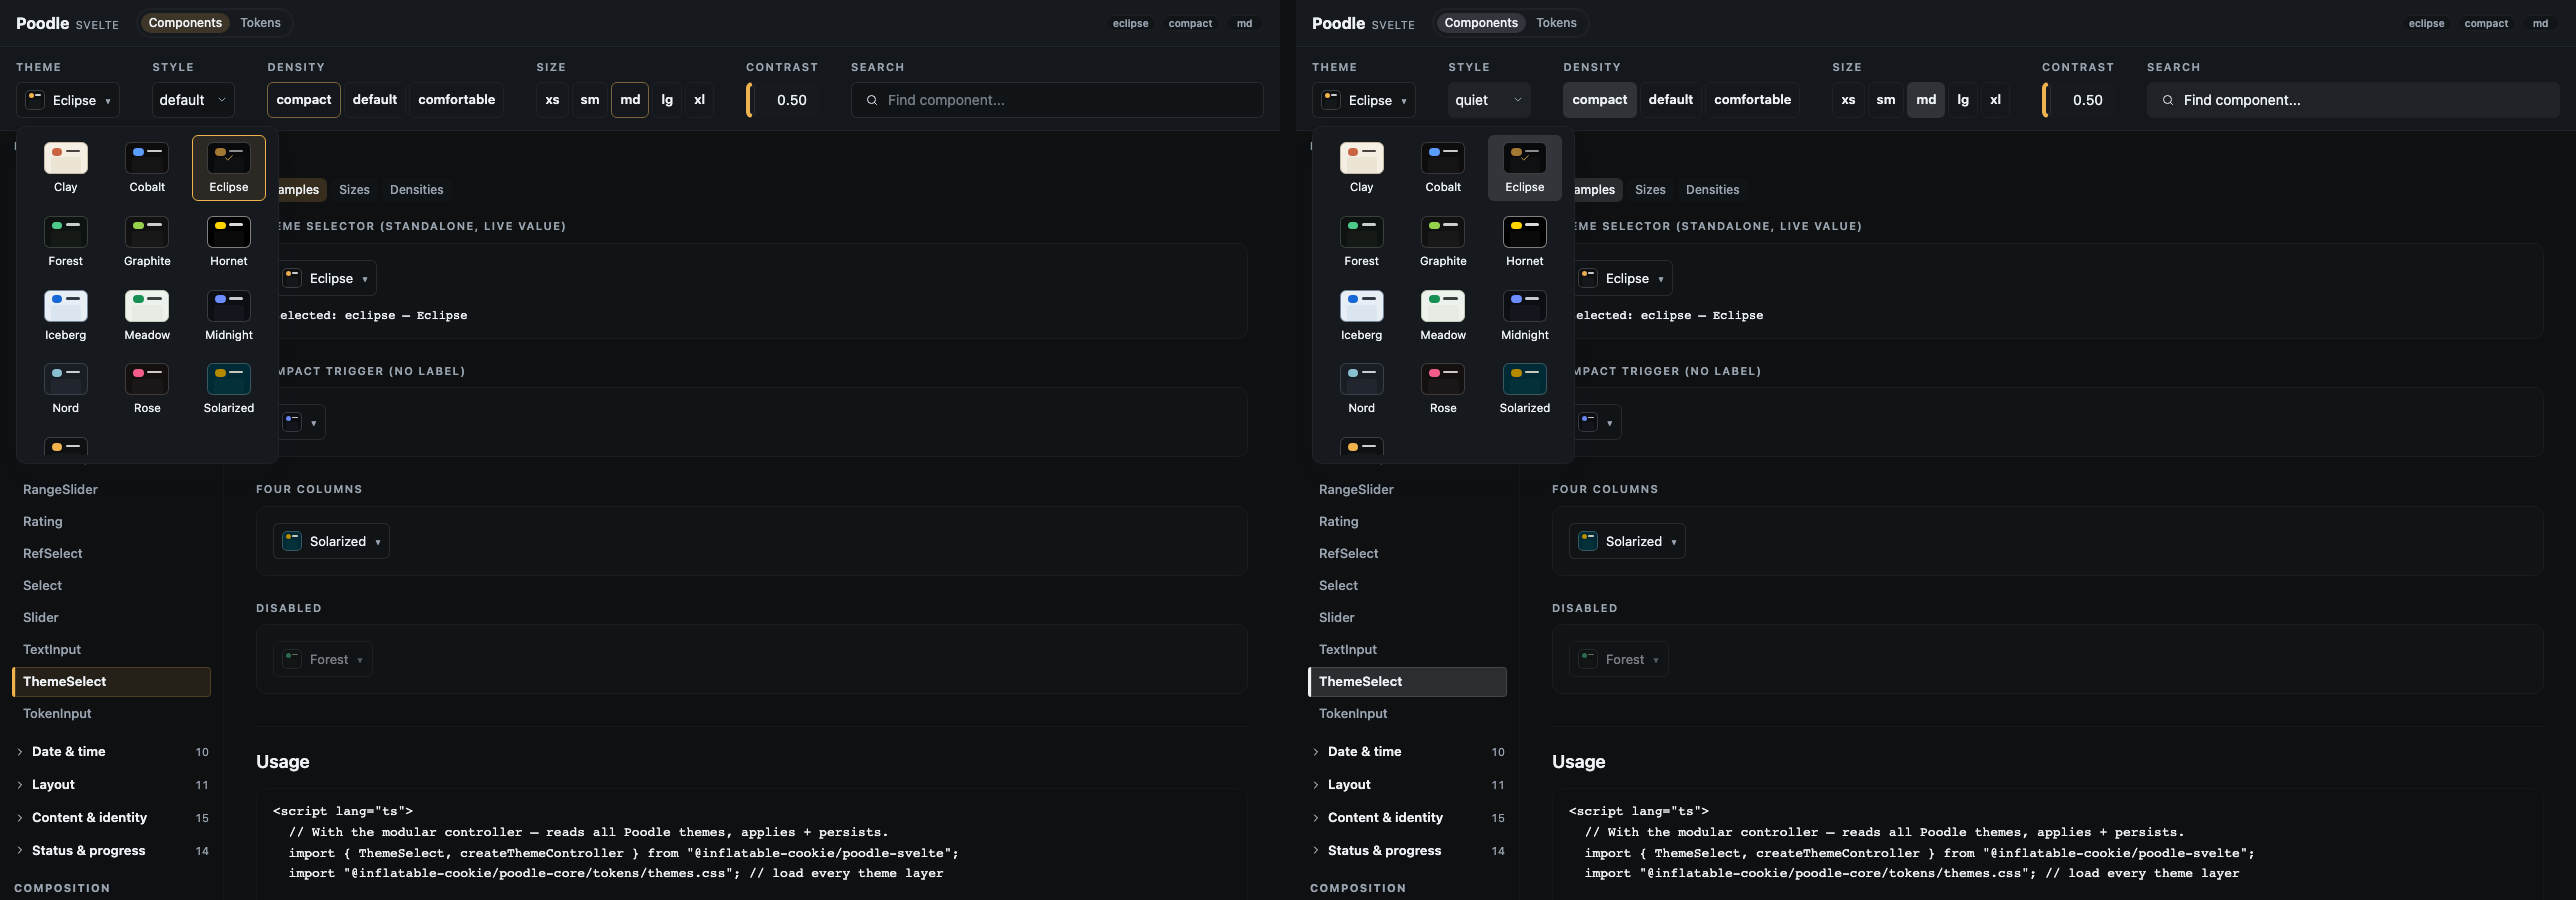 Poodle SVELTE Components Tokens eclipse compact md
THEME STYLE DENSITY SIZE CONTRAST SEARCH
Eclipse ▾ default compact default comfortable xs sm md lg xl 0.50 Find component...
Clay Cobalt Eclipse
amples Sizes Densities
Forest Graphite Hornet
EME SELECTOR (STANDALONE, LIVE VALUE)
Eclipse ▾
elected: eclipse — Eclipse
Iceberg Meadow Midnight
MPACT TRIGGER (NO LABEL)
▾
Nord Rose Solarized
RangeSlider
Rating
RefSelect
Select
Slider
TextInput
ThemeSelect
TokenInput
Date & time 10
Layout 11
Content & identity 15
Status & progress 14
COMPOSITION
FOUR COLUMNS
Solarized ▾
DISABLED
Forest ▾
Usage
<script lang="ts">
// With the modular controller — reads all Poodle themes, applies + persists.
import { ThemeSelect, createThemeController } from "@inflatable-cookie/poodle-svelte";
import "@inflatable-cookie/poodle-core/tokens/themes.css"; // load every theme layer
Poodle SVELTE Components Tokens eclipse compact md
THEME STYLE DENSITY SIZE CONTRAST SEARCH
Eclipse ▾ quiet compact default comfortable xs sm md lg xl 0.50 Find component...
Clay Cobalt Eclipse
amples Sizes Densities
Forest Graphite Hornet
EME SELECTOR (STANDALONE, LIVE VALUE)
Eclipse ▾
elected: eclipse — Eclipse
Iceberg Meadow Midnight
MPACT TRIGGER (NO LABEL)
▾
Nord Rose Solarized
RangeSlider
Rating
RefSelect
Select
Slider
TextInput
ThemeSelect
TokenInput
Date & time 10
Layout 11
Content & identity 15
Status & progress 14
COMPOSITION
FOUR COLUMNS
Solarized ▾
DISABLED
Forest ▾
Usage
<script lang="ts">
// With the modular controller — reads all Poodle themes, applies + persists.
import { ThemeSelect, createThemeController } from "@inflatable-cookie/poodle-svelte";
import "@inflatable-cookie/poodle-core/tokens/themes.css"; // load every theme layer